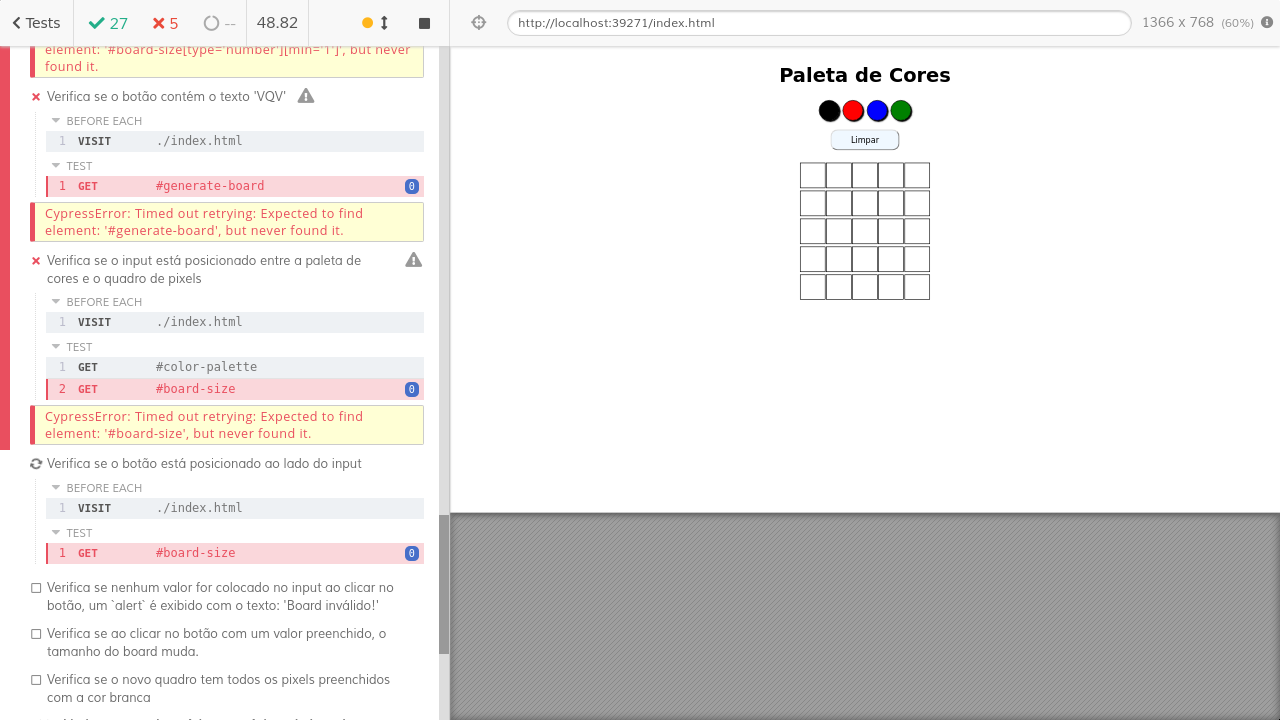 Tests
27
5
--
48.82
http://localhost:39271/index.html
1366 x 768 (60%)
element: '#board-size[type='number'][min='1']', but never
found it.
Verifica se o botão contém o texto 'VQV'
BEFORE EACH
1 VISIT ./index.html
TEST
1 GET #generate-board 0
CypressError: Timed out retrying: Expected to find
element: '#generate-board', but never found it.
Verifica se o input está posicionado entre a paleta de
cores e o quadro de pixels
BEFORE EACH
1 VISIT ./index.html
TEST
1 GET #color-palette
2 GET #board-size 0
CypressError: Timed out retrying: Expected to find
element: '#board-size', but never found it.
Verifica se o botão está posicionado ao lado do input
BEFORE EACH
1 VISIT ./index.html
TEST
1 GET #board-size 0
Verifica se nenhum valor for colocado no input ao clicar no
botão, um `alert` é exibido com o texto: 'Board inválido!'
Verifica se ao clicar no botão com um valor preenchido, o
tamanho do board muda.
Verifica se o novo quadro tem todos os pixels preenchidos
com a cor branca
Paleta de Cores
Limpar